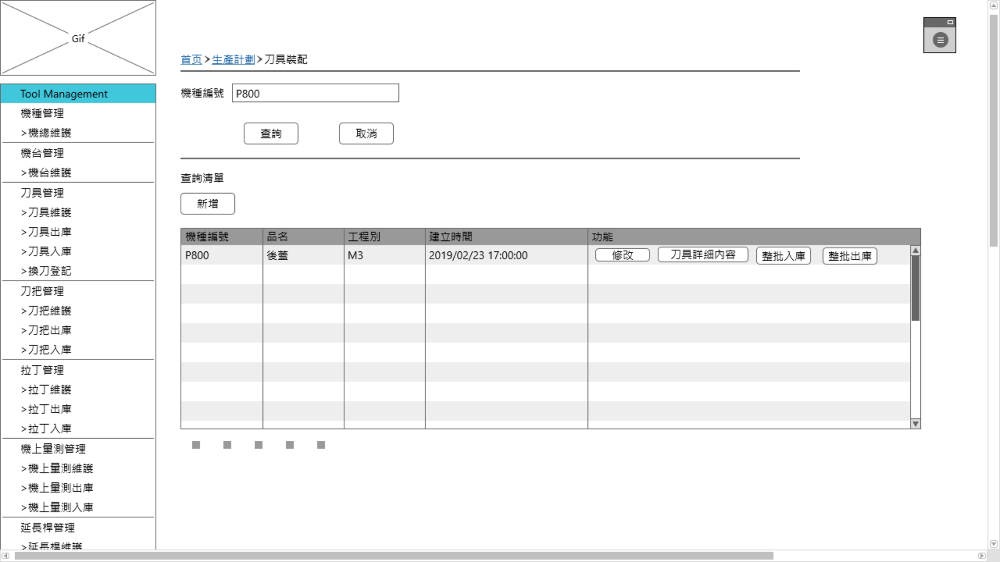 Gif
Tool Management
機種管理
>機總維護
機台管理
>機台維護
刀具管理
>刀具維護
>刀具出庫
>刀具入庫
>換刀登記
刀把管理
>刀把維護
>刀把出庫
>刀把入庫
拉丁管理
>拉丁維護
>拉丁出庫
>拉丁入庫
機上量測管理
>機上量測維護
>機上量測出庫
>機上量測入庫
延長桿管理
>延長桿維護
首页>生產計劃>刀具裝配
機種編號 P800
查詢 取消
查詢清單
新增
機種編號 品名 工程別 建立時間 功能
P800 後蓋 M3 2019/02/23 17:00:00 修改 刀具詳細內容 整批入庫 整批出庫